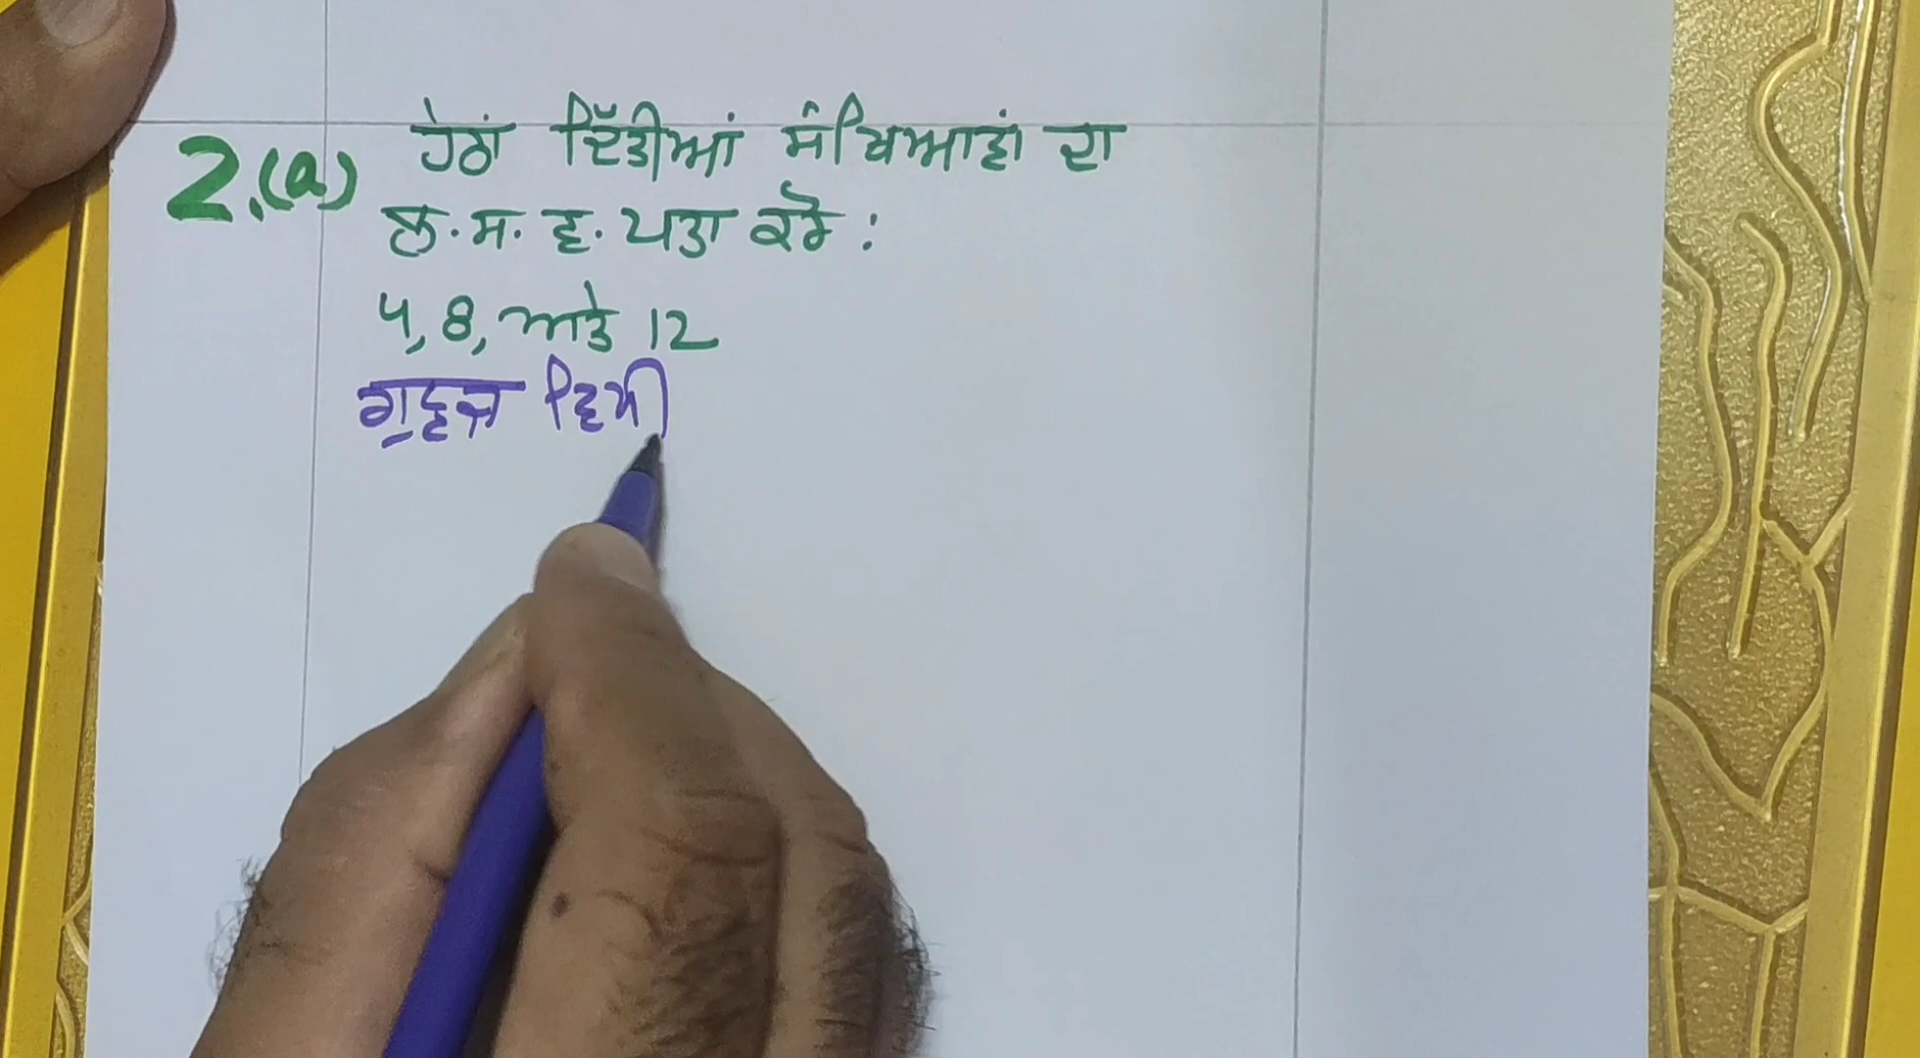 2.(a) ਹੇਠਾਂ ਦਿੱਤੀਆਂ ਸੰਖਿਆਵਾਂ ਦਾ
ਲ.ਸ.ਵ. ਪਤਾ ਕਰੋ :
4, 8, ਅਤੇ 12
ਗੁਣਜ ਵਿਧੀ